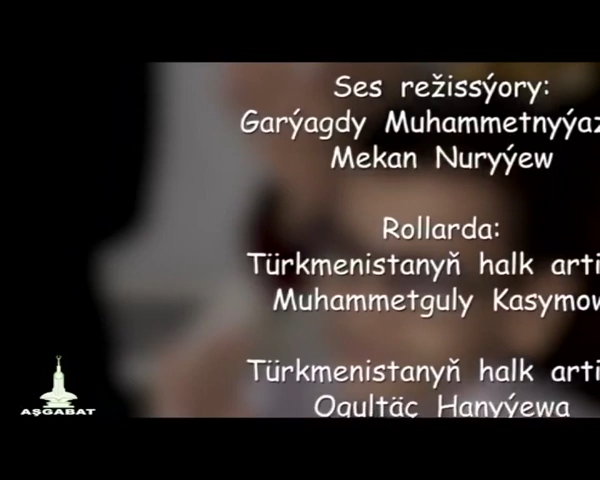 Ses režissýory:
Garýagdy Muhammetnyýaz
Mekan Nuryýew
Rollarda:
Türkmenistanyň halk arti
Muhammetguly Kasymow
Türkmenistanyň halk arti
Ogultäç Hanyýewa
AŞGABAT